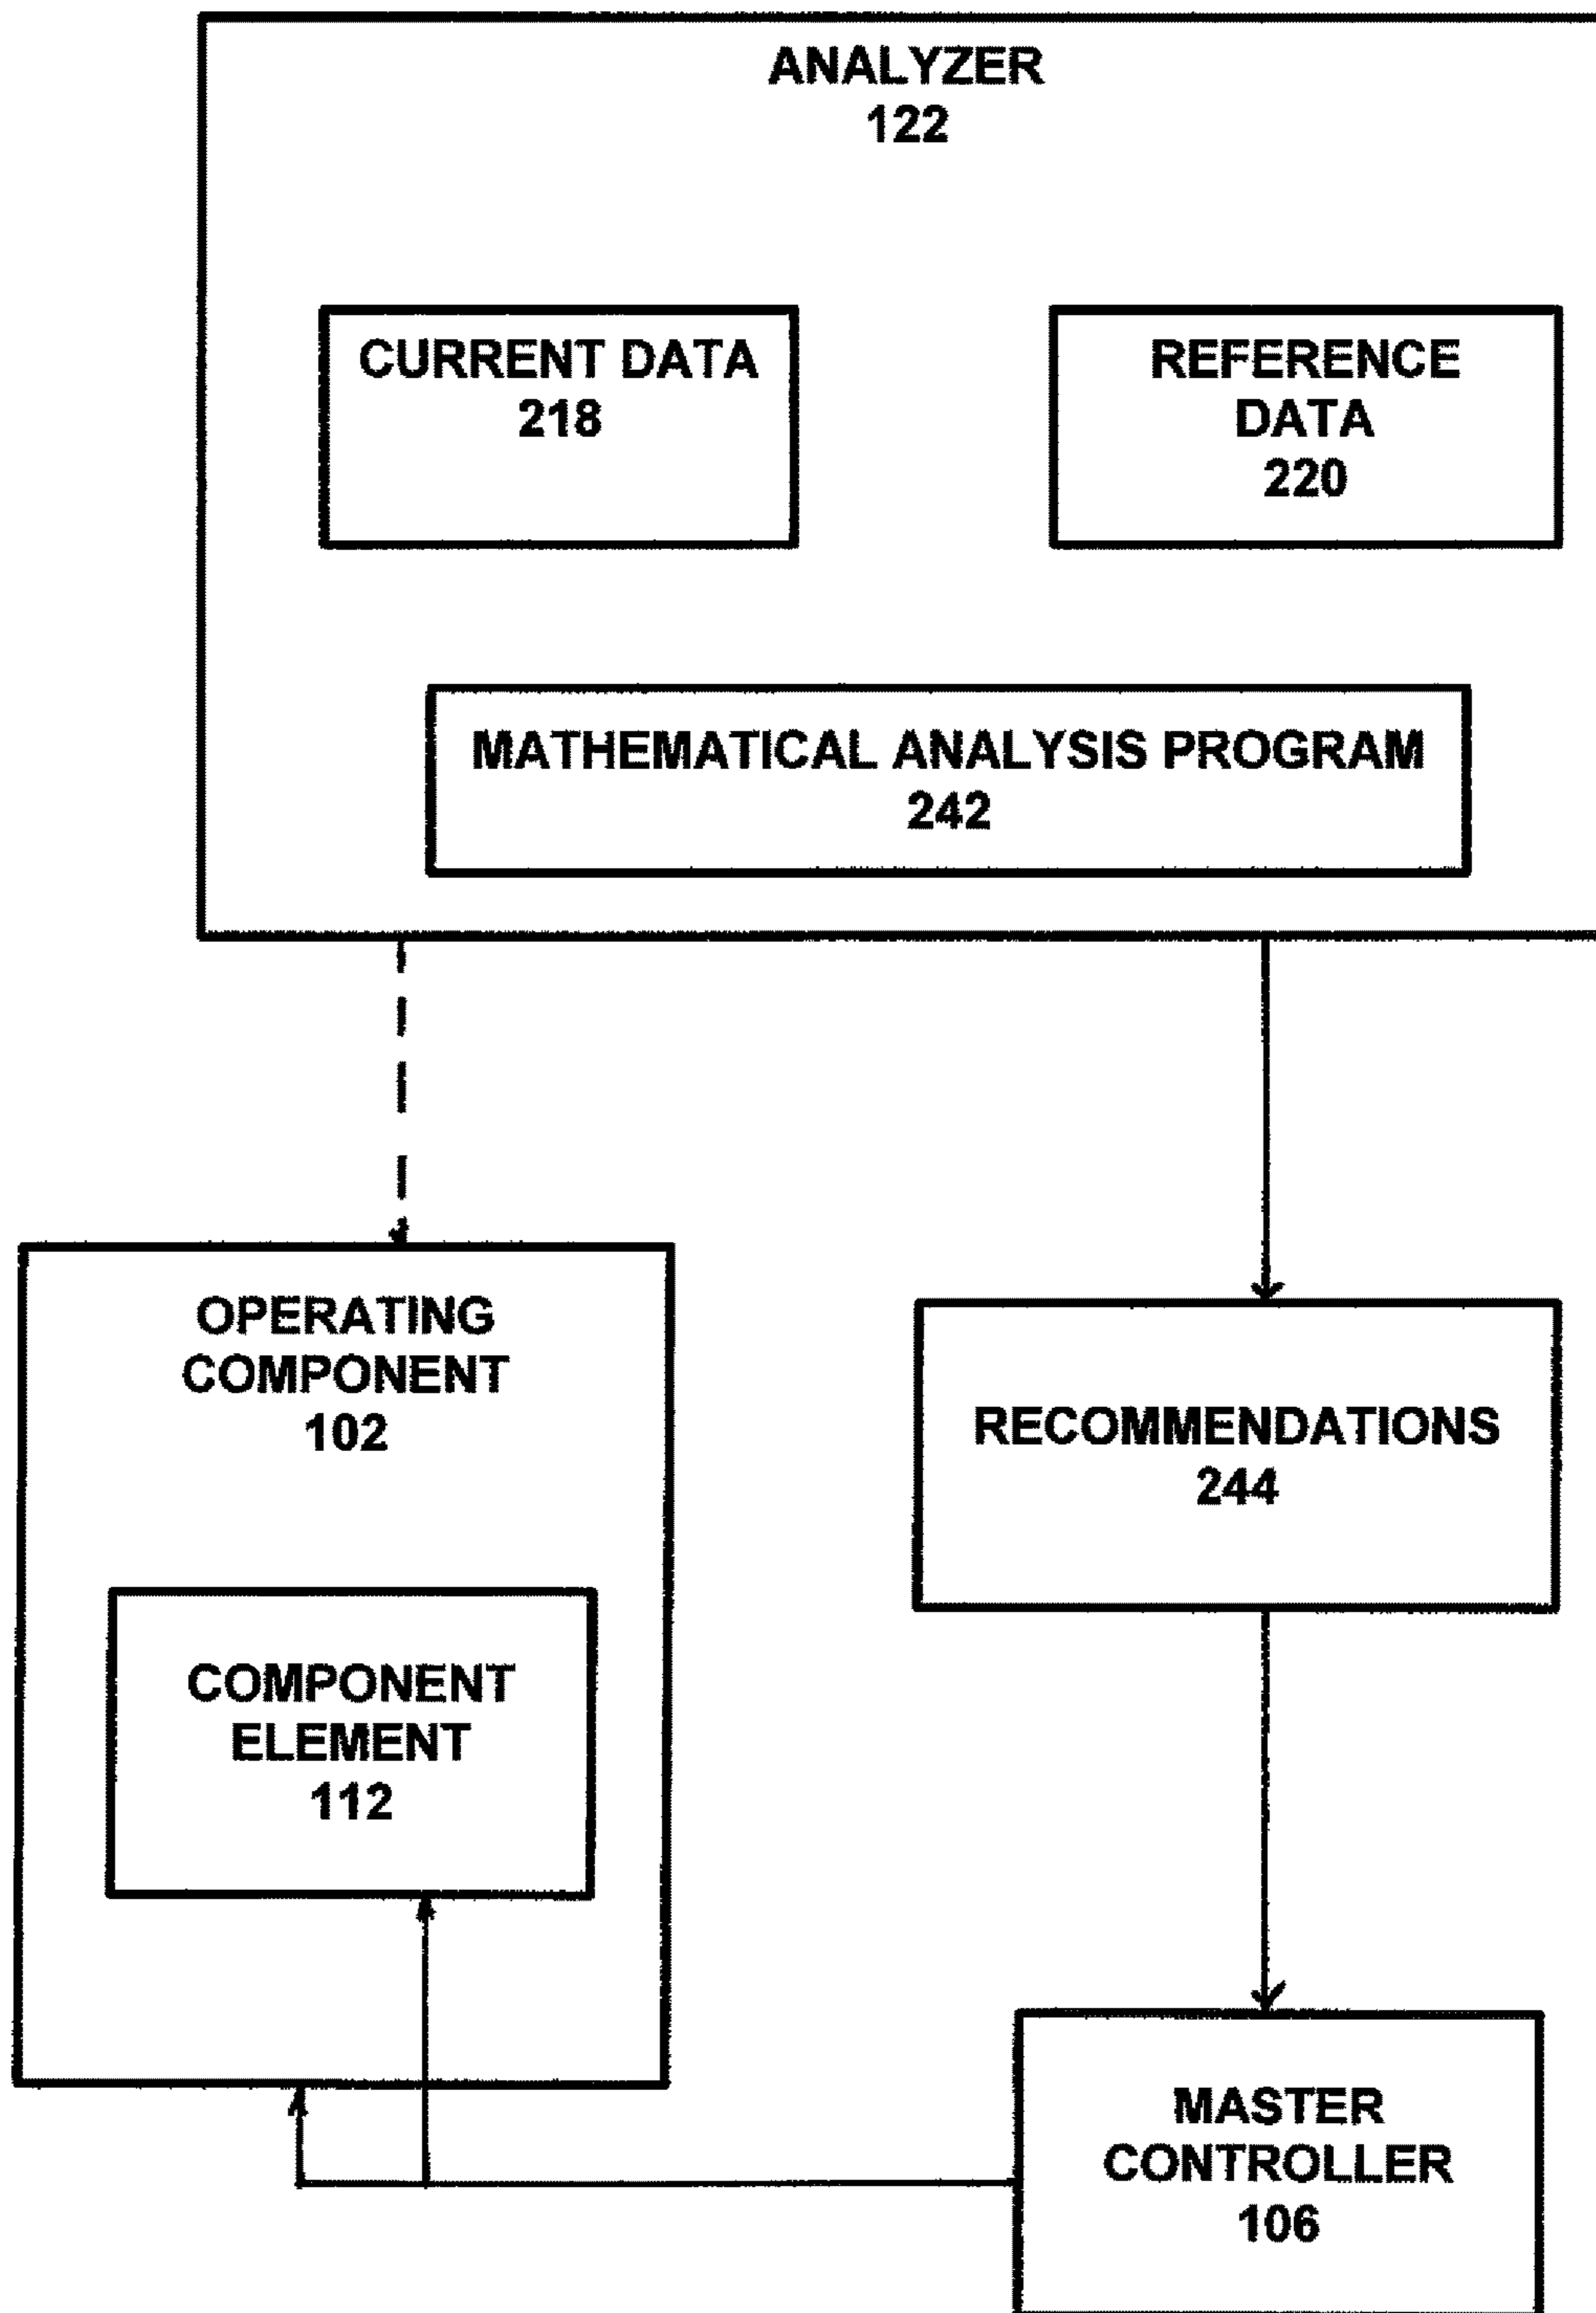 ANALYZER
122
CURRENT DATA
218
REFERENCE
DATA
220
MATHEMATICAL ANALYSIS PROGRAM
242
OPERATING
COMPONENT
102
RECOMMENDATIONS
244
COMPONENT
ELEMENT
112
MASTER
CONTROLLER
106